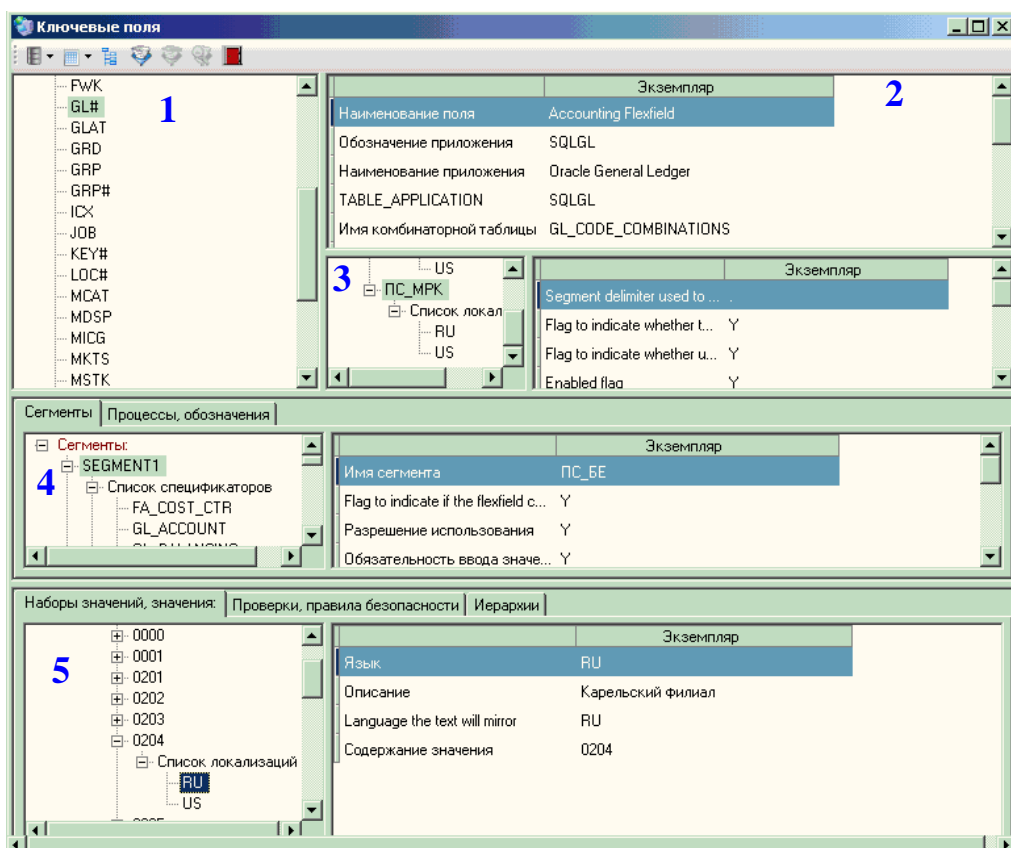 Ключевые поля
FWK
GL#
GLAT
GRD
GRP
GRP#
ICX
JOB
KEY#
LOC#
MCAT
MDSP
MICG
MKTS
MSTK
1
Экземпляр
2
Наименование поля Accounting Flexfield
Обозначение приложения SQLGL
Наименование приложения Oracle General Ledger
TABLE_APPLICATION SQLGL
Имя комбинаторной таблицы GL_CODE_COMBINATIONS
3
US
ПС_МРК
Список локал
RU
US
Экземпляр
Segment delimiter used to ... .
Flag to indicate whether t... Y
Flag to indicate whether u... Y
Enabled flag Y
Сегменты Процессы, обозначения
4
Сегменты:
SEGMENT1
Список спецификаторов
FA_COST_CTR
GL_ACCOUNT
Экземпляр
Имя сегмента ПС_БЕ
Flag to indicate if the flexfield c... Y
Разрешение использования Y
Обязательность ввода значе... Y
Наборы значений, значения: Проверки, правила безопасности Иерархии
5
0000
0001
0201
0202
0203
0204
Список локализаций
RU
US
Экземпляр
Язык RU
Описание Карельский филиал
Language the text will mirror RU
Содержание значения 0204